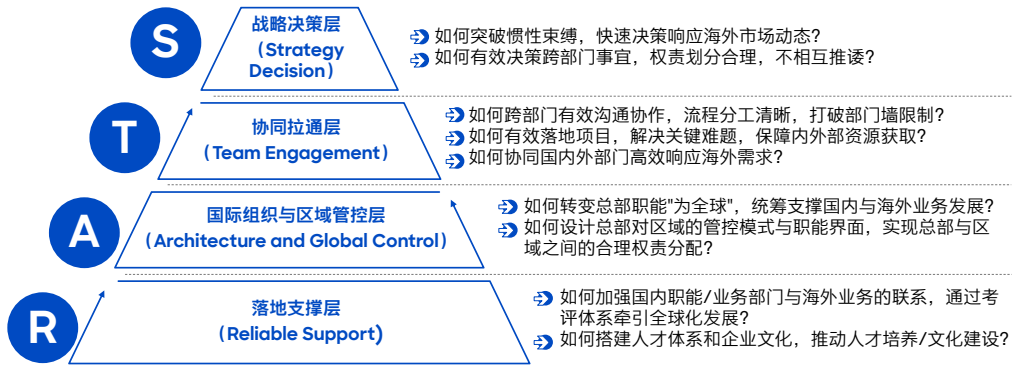 S
战略决策层
(Strategy
Decision)
如何突破惯性束缚，快速决策响应海外市场动态？
如何有效决策跨部门事宜，权责划分合理，不相互推诿？
T
协同拉通层
(Team Engagement)
如何跨部门有效沟通协作，流程分工清晰，打破部门墙限制？
如何有效落地项目，解决关键难题，保障内外部资源获取？
如何协同国内外部门高效响应海外需求？
A
国际组织与区域管控层
(Architecture and Global Control)
如何转变总部职能"为全球"，统筹支撑国内与海外业务发展？
如何设计总部对区域的管控模式与职能界面，实现总部与区
域之间的合理权责分配？
R
落地支撑层
(Reliable Support)
如何加强国内职能/业务部门与海外业务的联系，通过考
评体系牵引全球化发展？
如何搭建人才体系和企业文化，推动人才培养/文化建设？